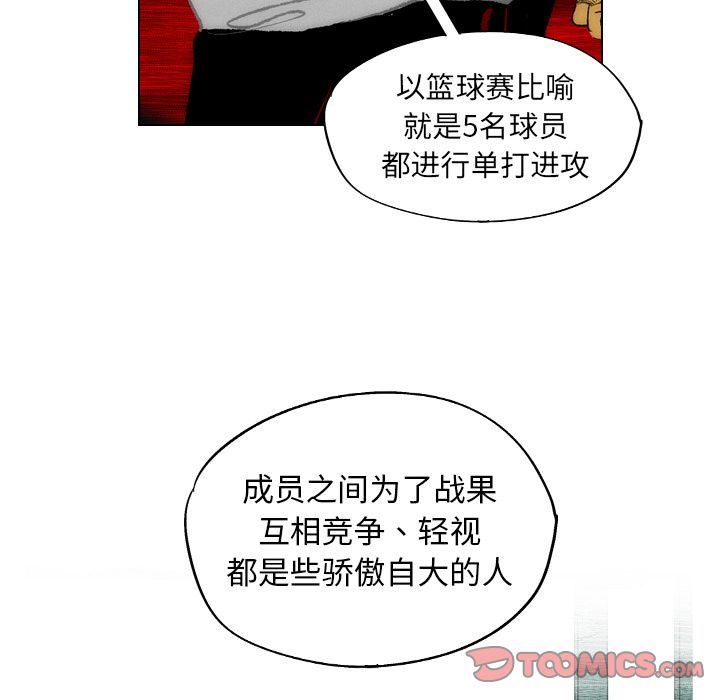 以篮球赛比喻
就是5名球员
都进行单打进攻
成员之间为了战果
互相竞争、轻视
都是些骄傲自大的人
TOOMICS.COM